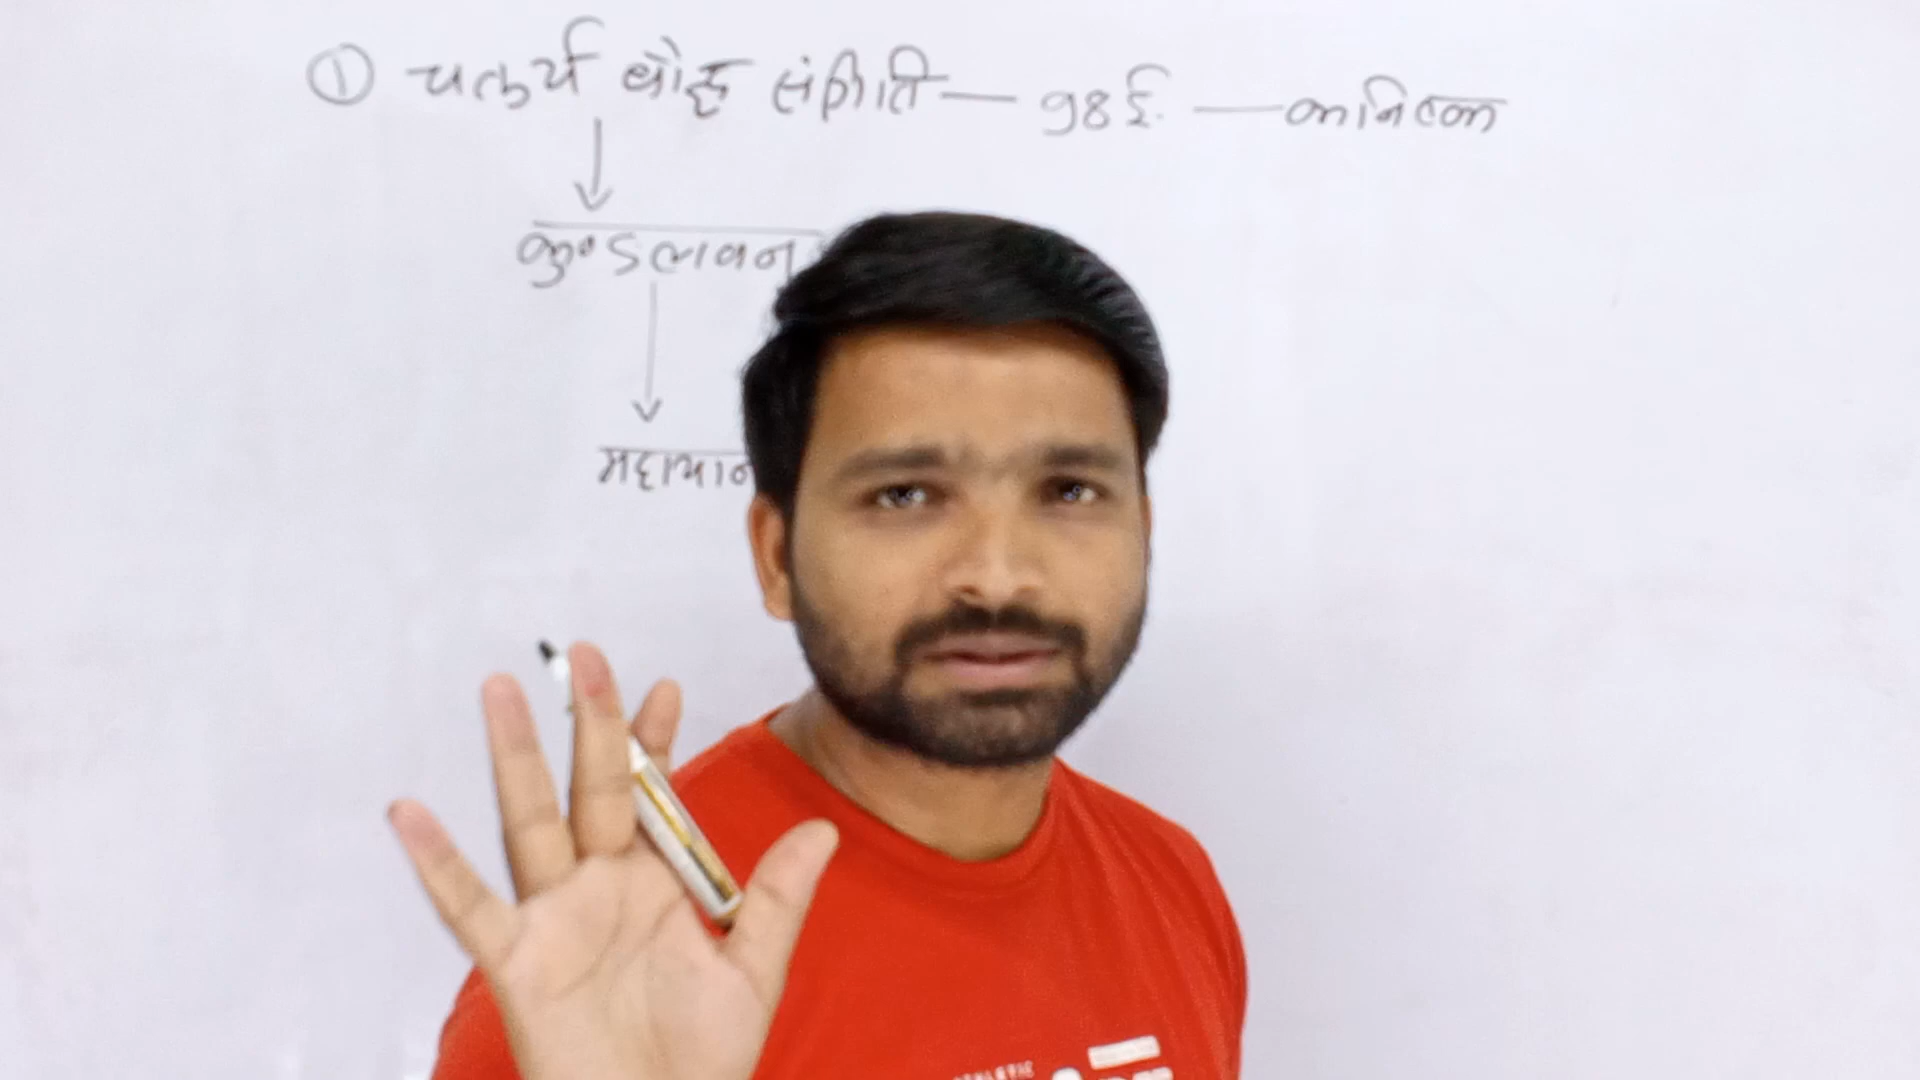 ① चतुर्थ बौद्ध संगीति — 98 ई. — कनिष्क
कुण्डलवन
महायान